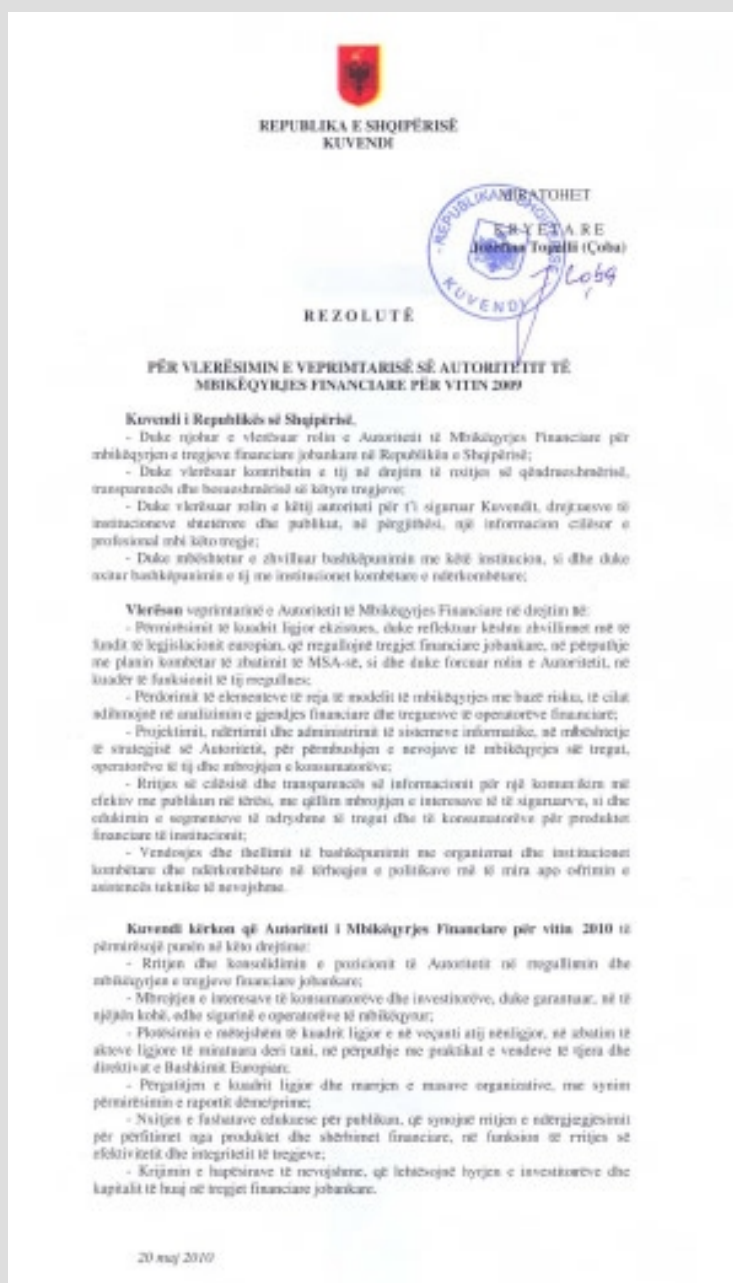 REPUBLIKA E SHQIPËRISË
KUVENDI
MIRATOHET
KRYETARE
Jozefina Topalli (Çoba)
REPUBLIKA E SHQIPËRISË
KUVENDI
REZOLUTË
PËR VLERËSIMIN E VEPRIMTARISË SË AUTORITETIT TË
MBIKËQYRJES FINANCIARE PËR VITIN 2009
Kuvendi i Republikës së Shqipërisë,
- Duke njohur e vlerësuar rolin e Autoritetit të Mbikëqyrjes Financiare për
mbikëqyrjen e tregjeve financiare jobankare në Republikën e Shqipërisë;
- Duke vlerësuar kontributin e tij në drejtim të nxitjes së qëndrueshmërisë,
transparencës dhe besueshmërisë së këtyre tregjeve;
- Duke vlerësuar rolin e këtij autoriteti për t'i siguruar Kuvendit, drejtuesve të
institucioneve shtetërore dhe publikut, në përgjithësi, një informacion cilësor e
profesional mbi këto tregje;
- Duke mbështetur e zhvilluar bashkëpunimin me këtë institucion, si dhe duke
nxitur bashkëpunimin e tij me institucionet kombëtare e ndërkombëtare;
Vlerëson veprimtarinë e Autoritetit të Mbikëqyrjes Financiare në drejtim të:
- Përmirësimit të kuadrit ligjor ekzistues, duke reflektuar kështu zhvillimet më të
fundit të legjislacionit europian, që rregullojnë tregjet financiare jobankare, në përputhje
me planin kombëtar të zbatimit të MSA-së, si dhe duke forcuar rolin e Autoritetit, në
kuadër të funksionit të tij rregullues;
- Përdorimit të elementeve të reja të modelit të mbikëqyrjes me bazë risku, të cilat
ndihmojnë në analizimin e gjendjes financiare dhe treguesve të operatorëve financiarë;
- Projektimit, ndërtimit dhe administrimit të sistemeve informatike, në mbështetje
të strategjisë së Autoritetit, për përmbushjen e nevojave të mbikëqyrjes së tregut,
operatorëve të tij dhe mbrojtjen e konsumatorëve;
- Rritjes së cilësisë dhe transparencës së informacionit për një komunikim më
efektiv me publikun në tërësi, me qëllim mbrojtjen e interesave të të siguruarve, si dhe
edukimin e segmenteve të ndryshme të tregut dhe të konsumatorëve për produktet
financiare të institucionit;
- Vendosjes dhe thellimit të bashkëpunimit me organizmat dhe institucionet
kombëtare dhe ndërkombëtare në tërheqjen e politikave më të mira apo ofrimin e
asistencës teknike të nevojshme.
Kuvendi kërkon që Autoriteti i Mbikëqyrjes Financiare për vitin 2010 të
përmirësojë punën në këto drejtime:
- Rritjen dhe konsolidimin e pozicionit të Autoritetit në rregullimin dhe
mbikëqyrjen e tregjeve financiare jobankare;
- Mbrojtjen e interesave të konsumatorëve dhe investitorëve, duke garantuar, në të
njëjtën kohë, edhe sigurinë e operatorëve të mbikëqyrur;
- Plotësimin e mëtejshëm të kuadrit ligjor e në veçanti atij nënligjor, në zbatim të
akteve ligjore të miratuara deri tani, në përputhje me praktikat e vendeve të tjera dhe
direktivat e Bashkimit Europian;
- Përgatitjen e kuadrit ligjor dhe marrjen e masave organizative, me synim
përmirësimin e raportit dëme/prime;
- Nxitjen e fushatave edukuese për publikun, që synojnë rritjen e ndërgjegjësimit
për përfitimet nga produktet dhe shërbimet financiare, në funksion të rritjes së
efektivitetit dhe integritetit të tregjeve;
- Krijimin e hapësirave të nevojshme, që lehtësojnë hyrjen e investitorëve dhe
kapitalit të huaj në tregjet financiare jobankare.
20 maj 2010